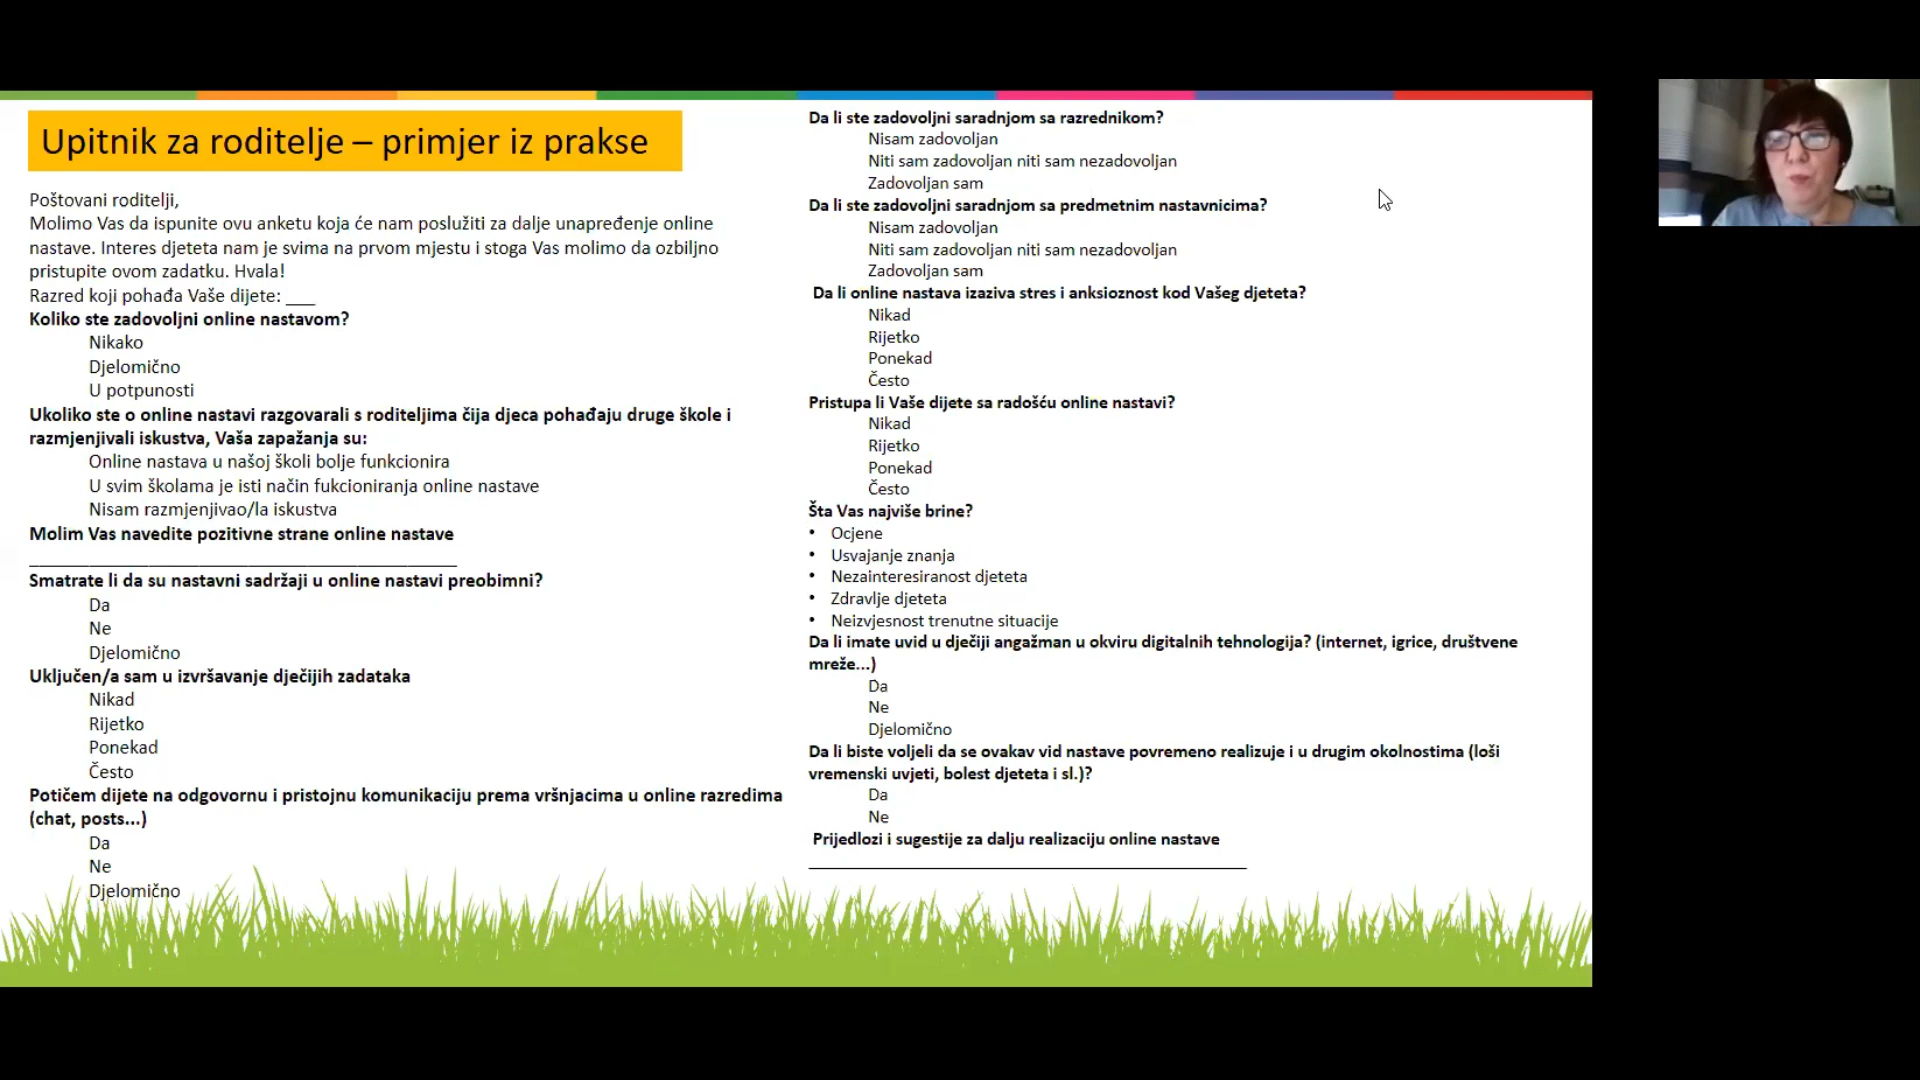 Upitnik za roditelje – primjer iz prakse
Poštovani roditelji,
Molimo Vas da ispunite ovu anketu koja će nam poslužiti za dalje unapređenje online
nastave. Interes djeteta nam je svima na prvom mjestu i stoga Vas molimo da ozbiljno
pristupite ovom zadatku. Hvala!
Razred koji pohađa Vaše dijete: ___
Koliko ste zadovoljni online nastavom?
Nikako
Djelomično
U potpunosti
Ukoliko ste o online nastavi razgovarali s roditeljima čija djeca pohađaju druge škole i
razmjenjivali iskustva, Vaša zapažanja su:
Online nastava u našoj školi bolje funkcionira
U svim školama je isti način fukcioniranja online nastave
Nisam razmjenjivao/la iskustva
Molim Vas navedite pozitivne strane online nastave
___________________________________________
Smatrate li da su nastavni sadržaji u online nastavi preobimni?
Da
Ne
Djelomično
Uključen/a sam u izvršavanje dječijih zadataka
Nikad
Rijetko
Ponekad
Često
Potičem dijete na odgovornu i pristojnu komunikaciju prema vršnjacima u online razredima
(chat, posts...)
Da
Ne
Djelomično
Da li ste zadovoljni saradnjom sa razrednikom?
Nisam zadovoljan
Niti sam zadovoljan niti sam nezadovoljan
Zadovoljan sam
Da li ste zadovoljni saradnjom sa predmetnim nastavnicima?
Nisam zadovoljan
Niti sam zadovoljan niti sam nezadovoljan
Zadovoljan sam
Da li online nastava izaziva stres i anksioznost kod Vašeg djeteta?
Nikad
Rijetko
Ponekad
Često
Pristupa li Vaše dijete sa radošću online nastavi?
Nikad
Rijetko
Ponekad
Često
Šta Vas najviše brine?
• Ocjene
• Usvajanje znanja
• Nezainteresiranost djeteta
• Zdravlje djeteta
• Neizvjesnost trenutne situacije
Da li imate uvid u dječiji angažman u okviru digitalnih tehnologija? (internet, igrice, društvene
mreže...)
Da
Ne
Djelomično
Da li biste voljeli da se ovakav vid nastave povremeno realizuje i u drugim okolnostima (loši
vremenski uvjeti, bolest djeteta i sl.)?
Da
Ne
Prijedlozi i sugestije za dalju realizaciju online nastave
________________________________________________